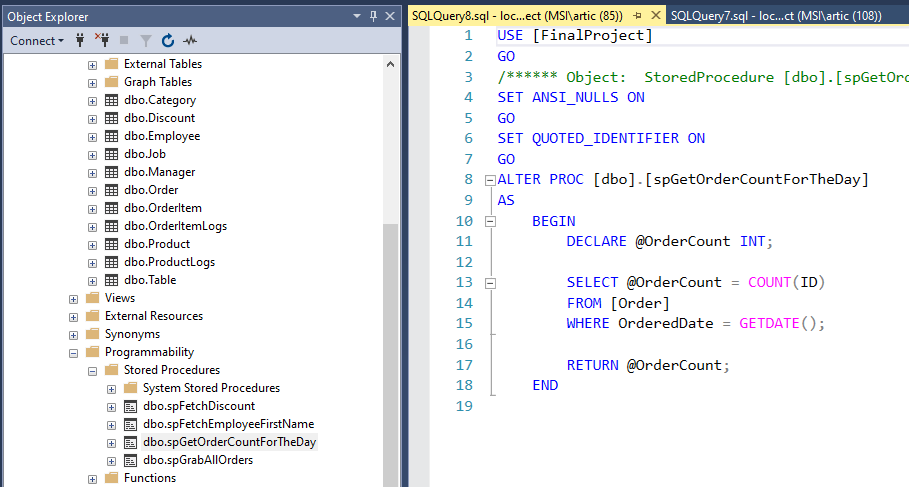 Object Explorer
Connect
External Tables
Graph Tables
dbo.Category
dbo.Discount
dbo.Employee
dbo.Job
dbo.Manager
dbo.Order
dbo.OrderItem
dbo.OrderItemLogs
dbo.Product
dbo.ProductLogs
dbo.Table
Views
External Resources
Synonyms
Programmability
Stored Procedures
System Stored Procedures
dbo.spFetchDiscount
dbo.spFetchEmployeeFirstName
dbo.spGetOrderCountForTheDay
dbo.spGrabAllOrders
Functions
SQLQuery8.sql - loc...ect (MSI\artic (85)) SQLQuery7.sql - loc...ct (MSI\artic (108))
1 USE [FinalProject]
2 GO
3 /****** Object:  StoredProcedure [dbo].[spGetOrd
4 SET ANSI_NULLS ON
5 GO
6 SET QUOTED_IDENTIFIER ON
7 GO
8 ALTER PROC [dbo].[spGetOrderCountForTheDay]
9 AS
10 BEGIN
11 DECLARE @OrderCount INT;
12
13 SELECT @OrderCount = COUNT(ID)
14 FROM [Order]
15 WHERE OrderedDate = GETDATE();
16
17 RETURN @OrderCount;
18 END
19